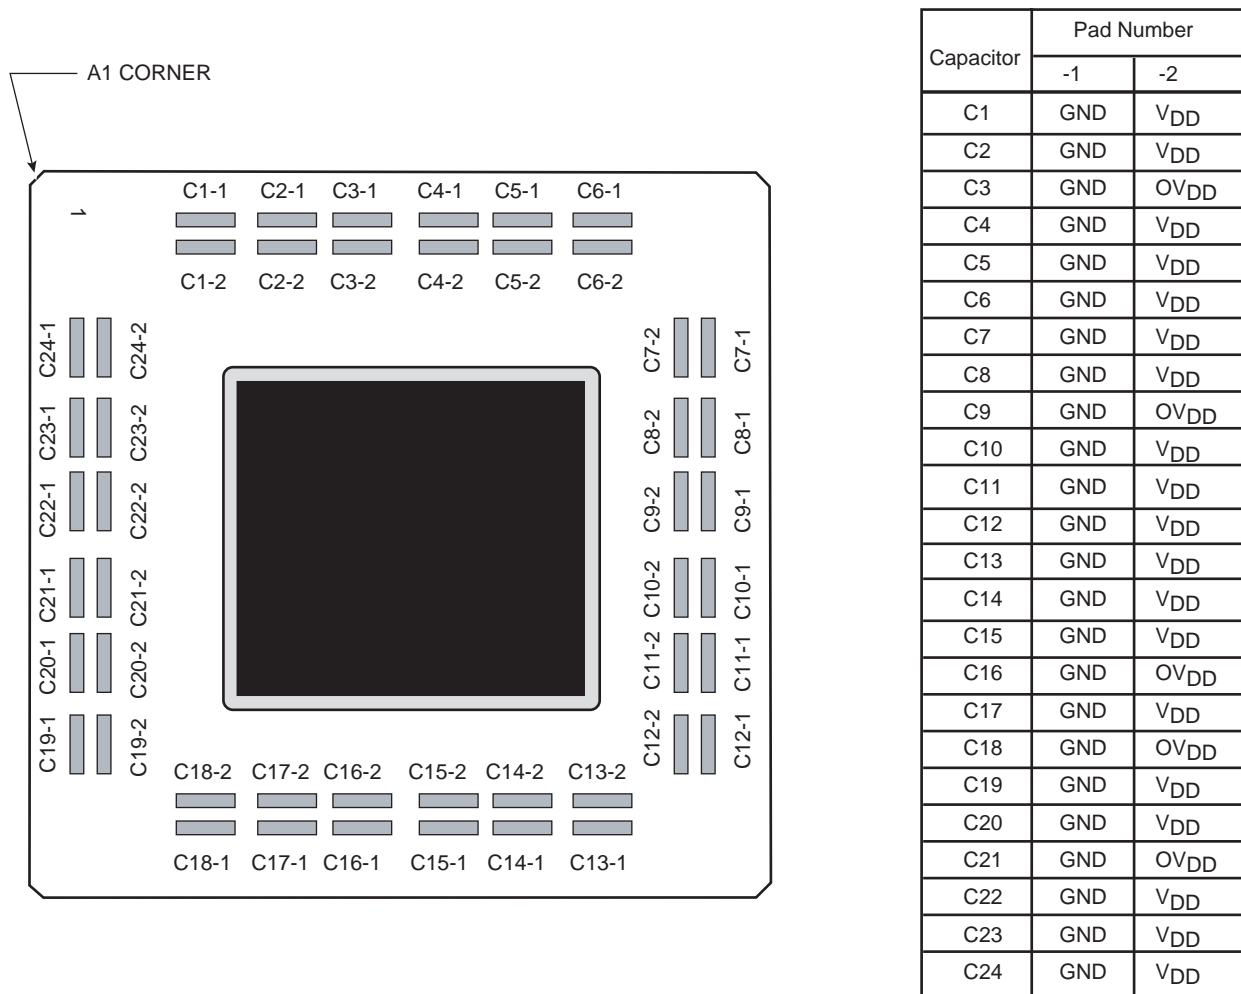 A1 CORNER
1
C1-1 C2-1 C3-1 C4-1 C5-1 C6-1
C1-2 C2-2 C3-2 C4-2 C5-2 C6-2
C24-1 C24-2 C7-2 C7-1
C23-1 C23-2 C8-2 C8-1
C22-1 C22-2 C9-2 C9-1
C21-1 C21-2 C10-2 C10-1
C20-1 C20-2 C11-2 C11-1
C19-1 C19-2 C12-2 C12-1
C18-2 C17-2 C16-2 C15-2 C14-2 C13-2
C18-1 C17-1 C16-1 C15-1 C14-1 C13-1
Capacitor Pad Number
-1 -2
C1 GND VDD
C2 GND VDD
C3 GND OVDD
C4 GND VDD
C5 GND VDD
C6 GND VDD
C7 GND VDD
C8 GND VDD
C9 GND OVDD
C10 GND VDD
C11 GND VDD
C12 GND VDD
C13 GND VDD
C14 GND VDD
C15 GND VDD
C16 GND OVDD
C17 GND VDD
C18 GND OVDD
C19 GND VDD
C20 GND VDD
C21 GND OVDD
C22 GND VDD
C23 GND VDD
C24 GND VDD